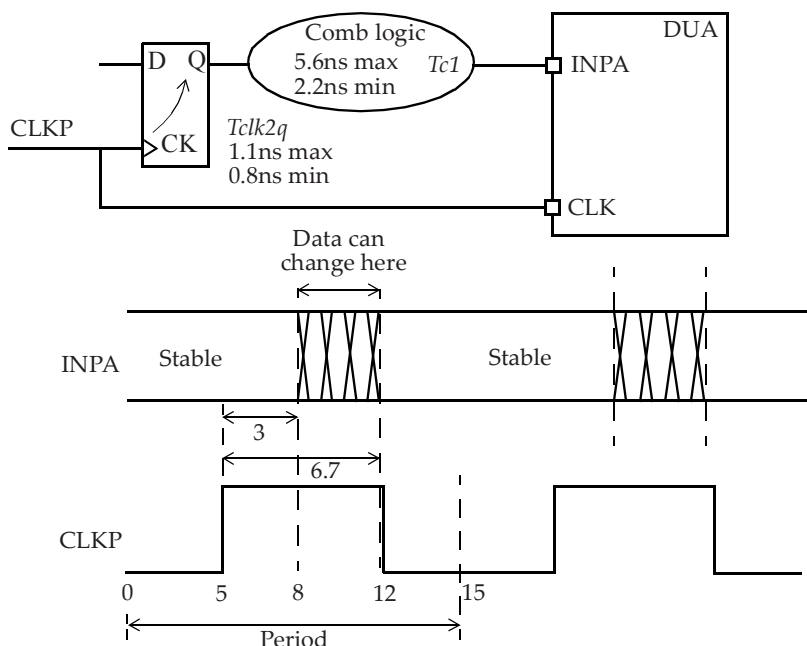 Comb logic
5.6ns max
2.2ns min
Tc1
DUA
D
Q
INPA
CLKP
CK
Tclk2q
1.1ns max
0.8ns min
CLK
Data can
change here
INPA
Stable
Stable
3
6.7
CLKP
0
5
8
12
15
Period